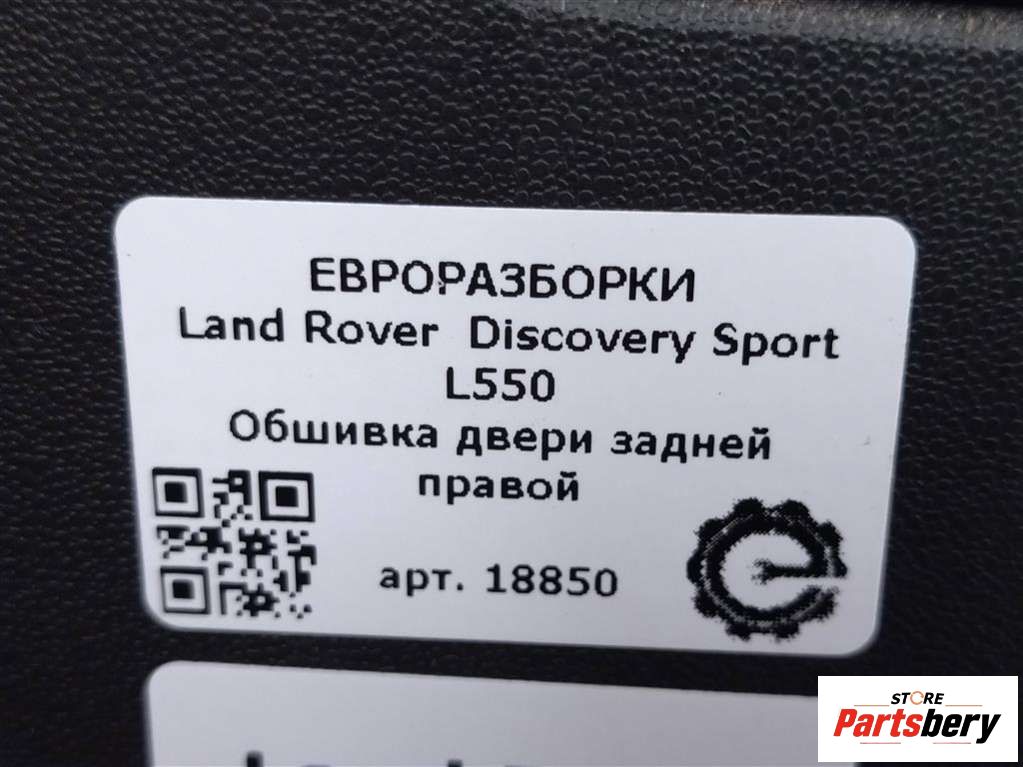 ЕВРОРАЗБОРКИ
Land Rover Discovery Sport
L550
Обшивка двери задней
правой
арт. 18850
STORE
Partsbery